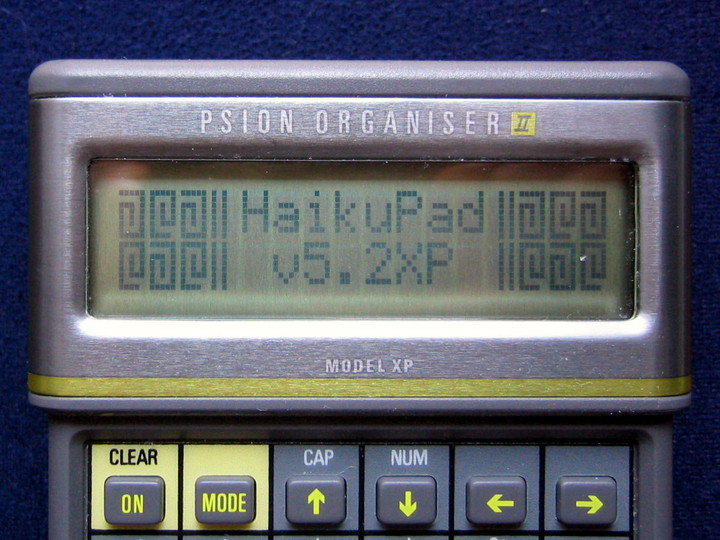 PSION ORGANISER II
HaikuPad
v5.2XP
MODEL XP
CLEAR CAP NUM
ON MODE ↑ ↓ ← →